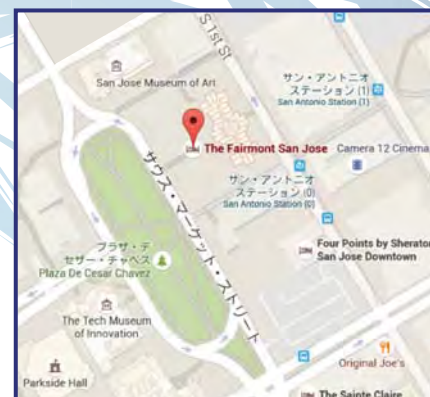 S 1st St
San Jose Museum of Art
サン・アントニオ
ステーション (1)
San Antonio Station (1)
The Fairmont San Jose
Camera 12 Cinema
サウス・マーケット・ストリート
サン・アントニオ
ステーション (0)
San Antonio Station (0)
プラザ・デ
セサー・チャベス
Plaza De Cesar Chavez
Four Points by Sheraton
San Jose Downtown
The Tech Museum
of Innovation
Original Joe's
Parkside Hall
The Sainte Claire